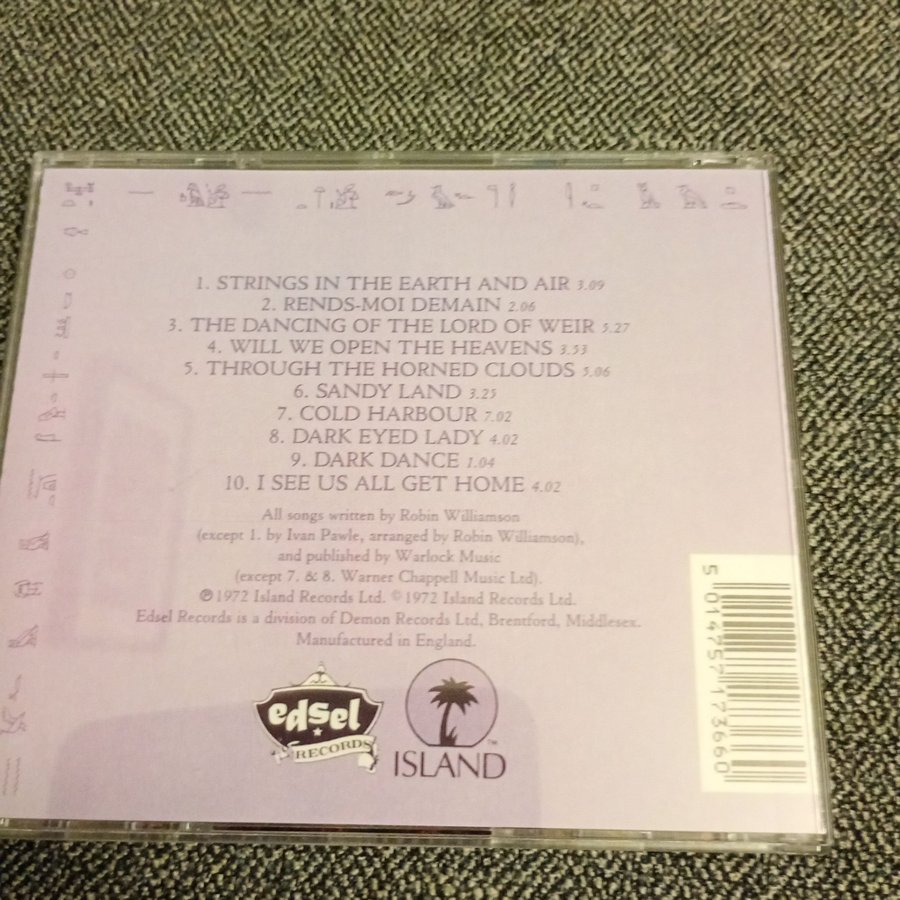 1. STRINGS IN THE EARTH AND AIR 3.09
2. RENDS-MOI DEMAIN 2.06
3. THE DANCING OF THE LORD OF WEIR 5.27
4. WILL WE OPEN THE HEAVENS 3.53
5. THROUGH THE HORNED CLOUDS 5.06
6. SANDY LAND 3.25
7. COLD HARBOUR 7.02
8. DARK EYED LADY 4.02
9. DARK DANCE 1.04
10. I SEE US ALL GET HOME 4.02
All songs written by Robin Williamson
(except 1. by Ivan Pawle, arranged by Robin Williamson),
and published by Warlock Music
(except 7. & 8. Warner Chappell Music Ltd).
℗ 1972 Island Records Ltd. © 1972 Island Records Ltd.
Edsel Records is a division of Demon Records Ltd, Brentford, Middlesex.
Manufactured in England.
edsel
RECORDS
ISLAND™
5 014757 173660